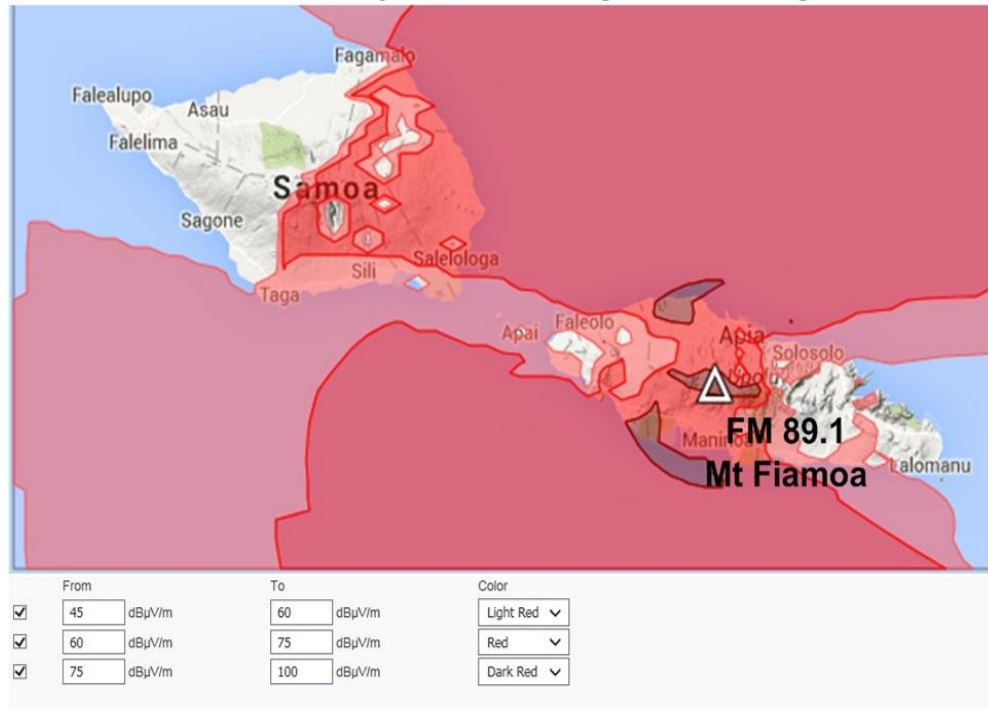 Fagamalo
Falealupo
Asau
Falelima
Samoa
Sagone
Salelologa
Sili
Taga
Apai
Faleolo
Apia
Solosolo
FM 89.1
Mt Fiamoa
Lalomanu
From To Color
45 dBµV/m 60 dBµV/m Light Red
60 dBµV/m 75 dBµV/m Red
75 dBµV/m 100 dBµV/m Dark Red